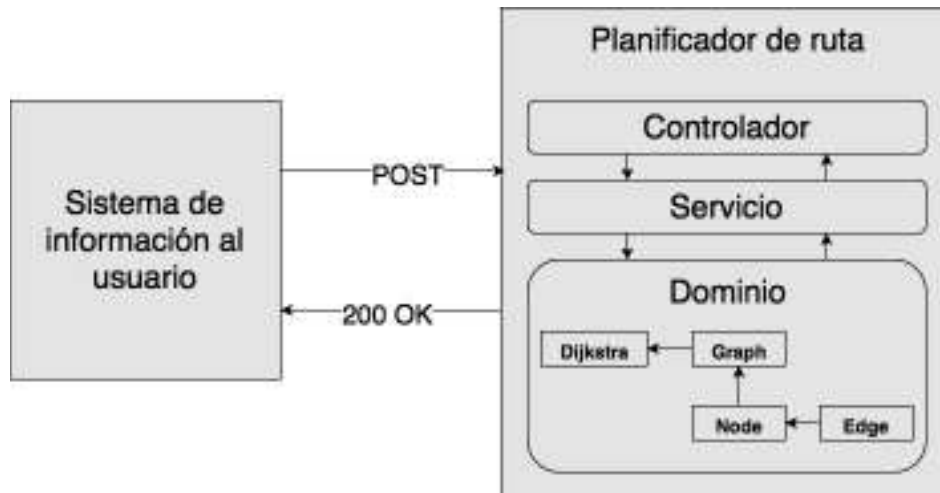 Planificador de ruta
Controlador
Servicio
Dominio
Dijkstra
Graph
Node
Edge
POST
200 OK
Sistema de
información al
usuario